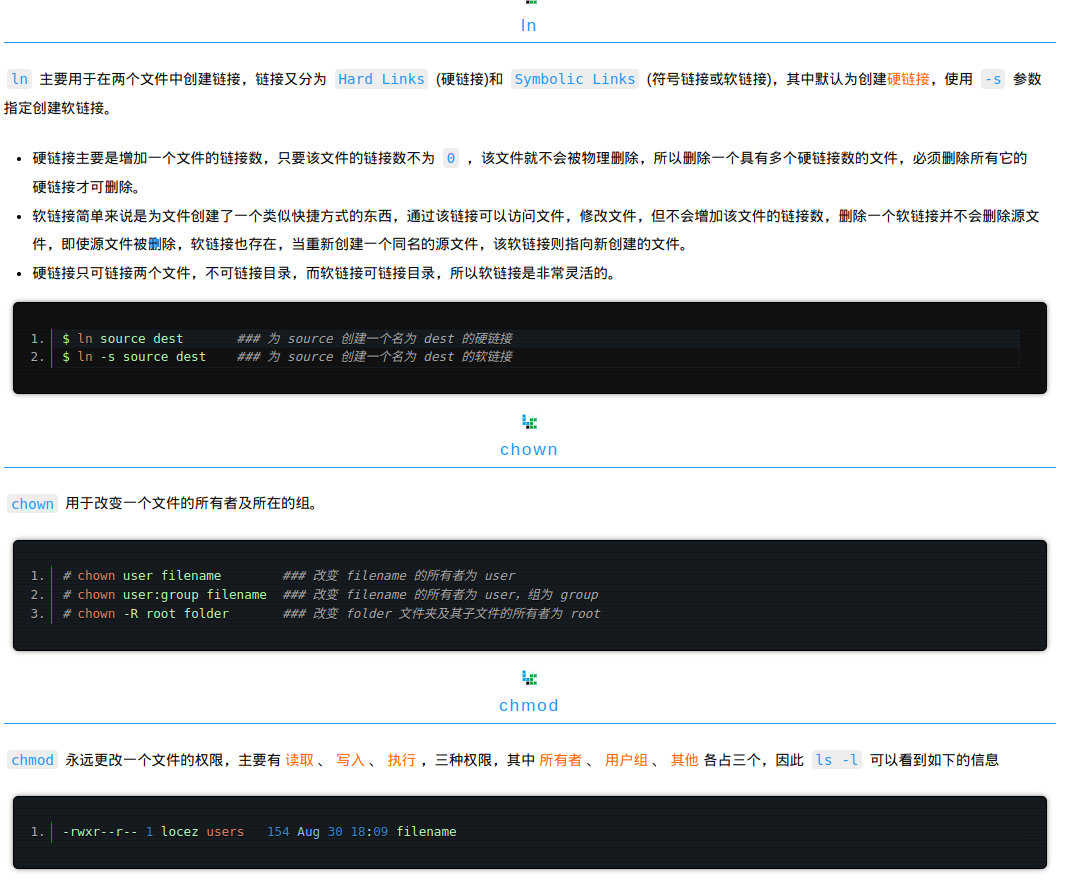 ln
ln 主要用于在两个文件中创建链接，链接又分为 Hard Links (硬链接)和 Symbolic Links (符号链接或软链接)，其中默认为创建硬链接，使用 -s 参数
指定创建软链接。
• 硬链接主要是增加一个文件的链接数，只要该文件的链接数不为 0 ，该文件就不会被物理删除，所以删除一个具有多个硬链接数的文件，必须删除所有它的
硬链接才可删除。
• 软链接简单来说是为文件创建了一个类似快捷方式的东西，通过该链接可以访问文件，修改文件，但不会增加该文件的链接数，删除一个软链接并不会删除源文
件，即使源文件被删除，软链接也存在，当重新创建一个同名的源文件，该软链接则指向新创建的文件。
• 硬链接只可链接两个文件，不可链接目录，而软链接可链接目录，所以软链接是非常灵活的。
1. $ ln source dest ### 为 source 创建一个名为 dest 的硬链接
2. $ ln -s source dest ### 为 source 创建一个名为 dest 的软链接
chown
chown 用于改变一个文件的所有者及所在的组。
1. # chown user filename ### 改变 filename 的所有者为 user
2. # chown user:group filename ### 改变 filename 的所有者为 user，组为 group
3. # chown -R root folder ### 改变 folder 文件夹及其子文件的所有者为 root
chmod
chmod 永远更改一个文件的权限，主要有 读取 、 写入 、 执行 ，三种权限，其中 所有者 、 用户组 、 其他 各占三个，因此 ls -l 可以看到如下的信息
1. -rwxr--r-- 1 locez users 154 Aug 30 18:09 filename